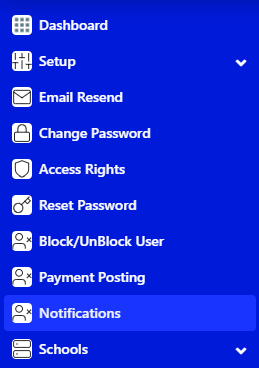 Dashboard
Setup
Email Resend
Change Password
Access Rights
Reset Password
Block/UnBlock User
Payment Posting
Notifications
Schools